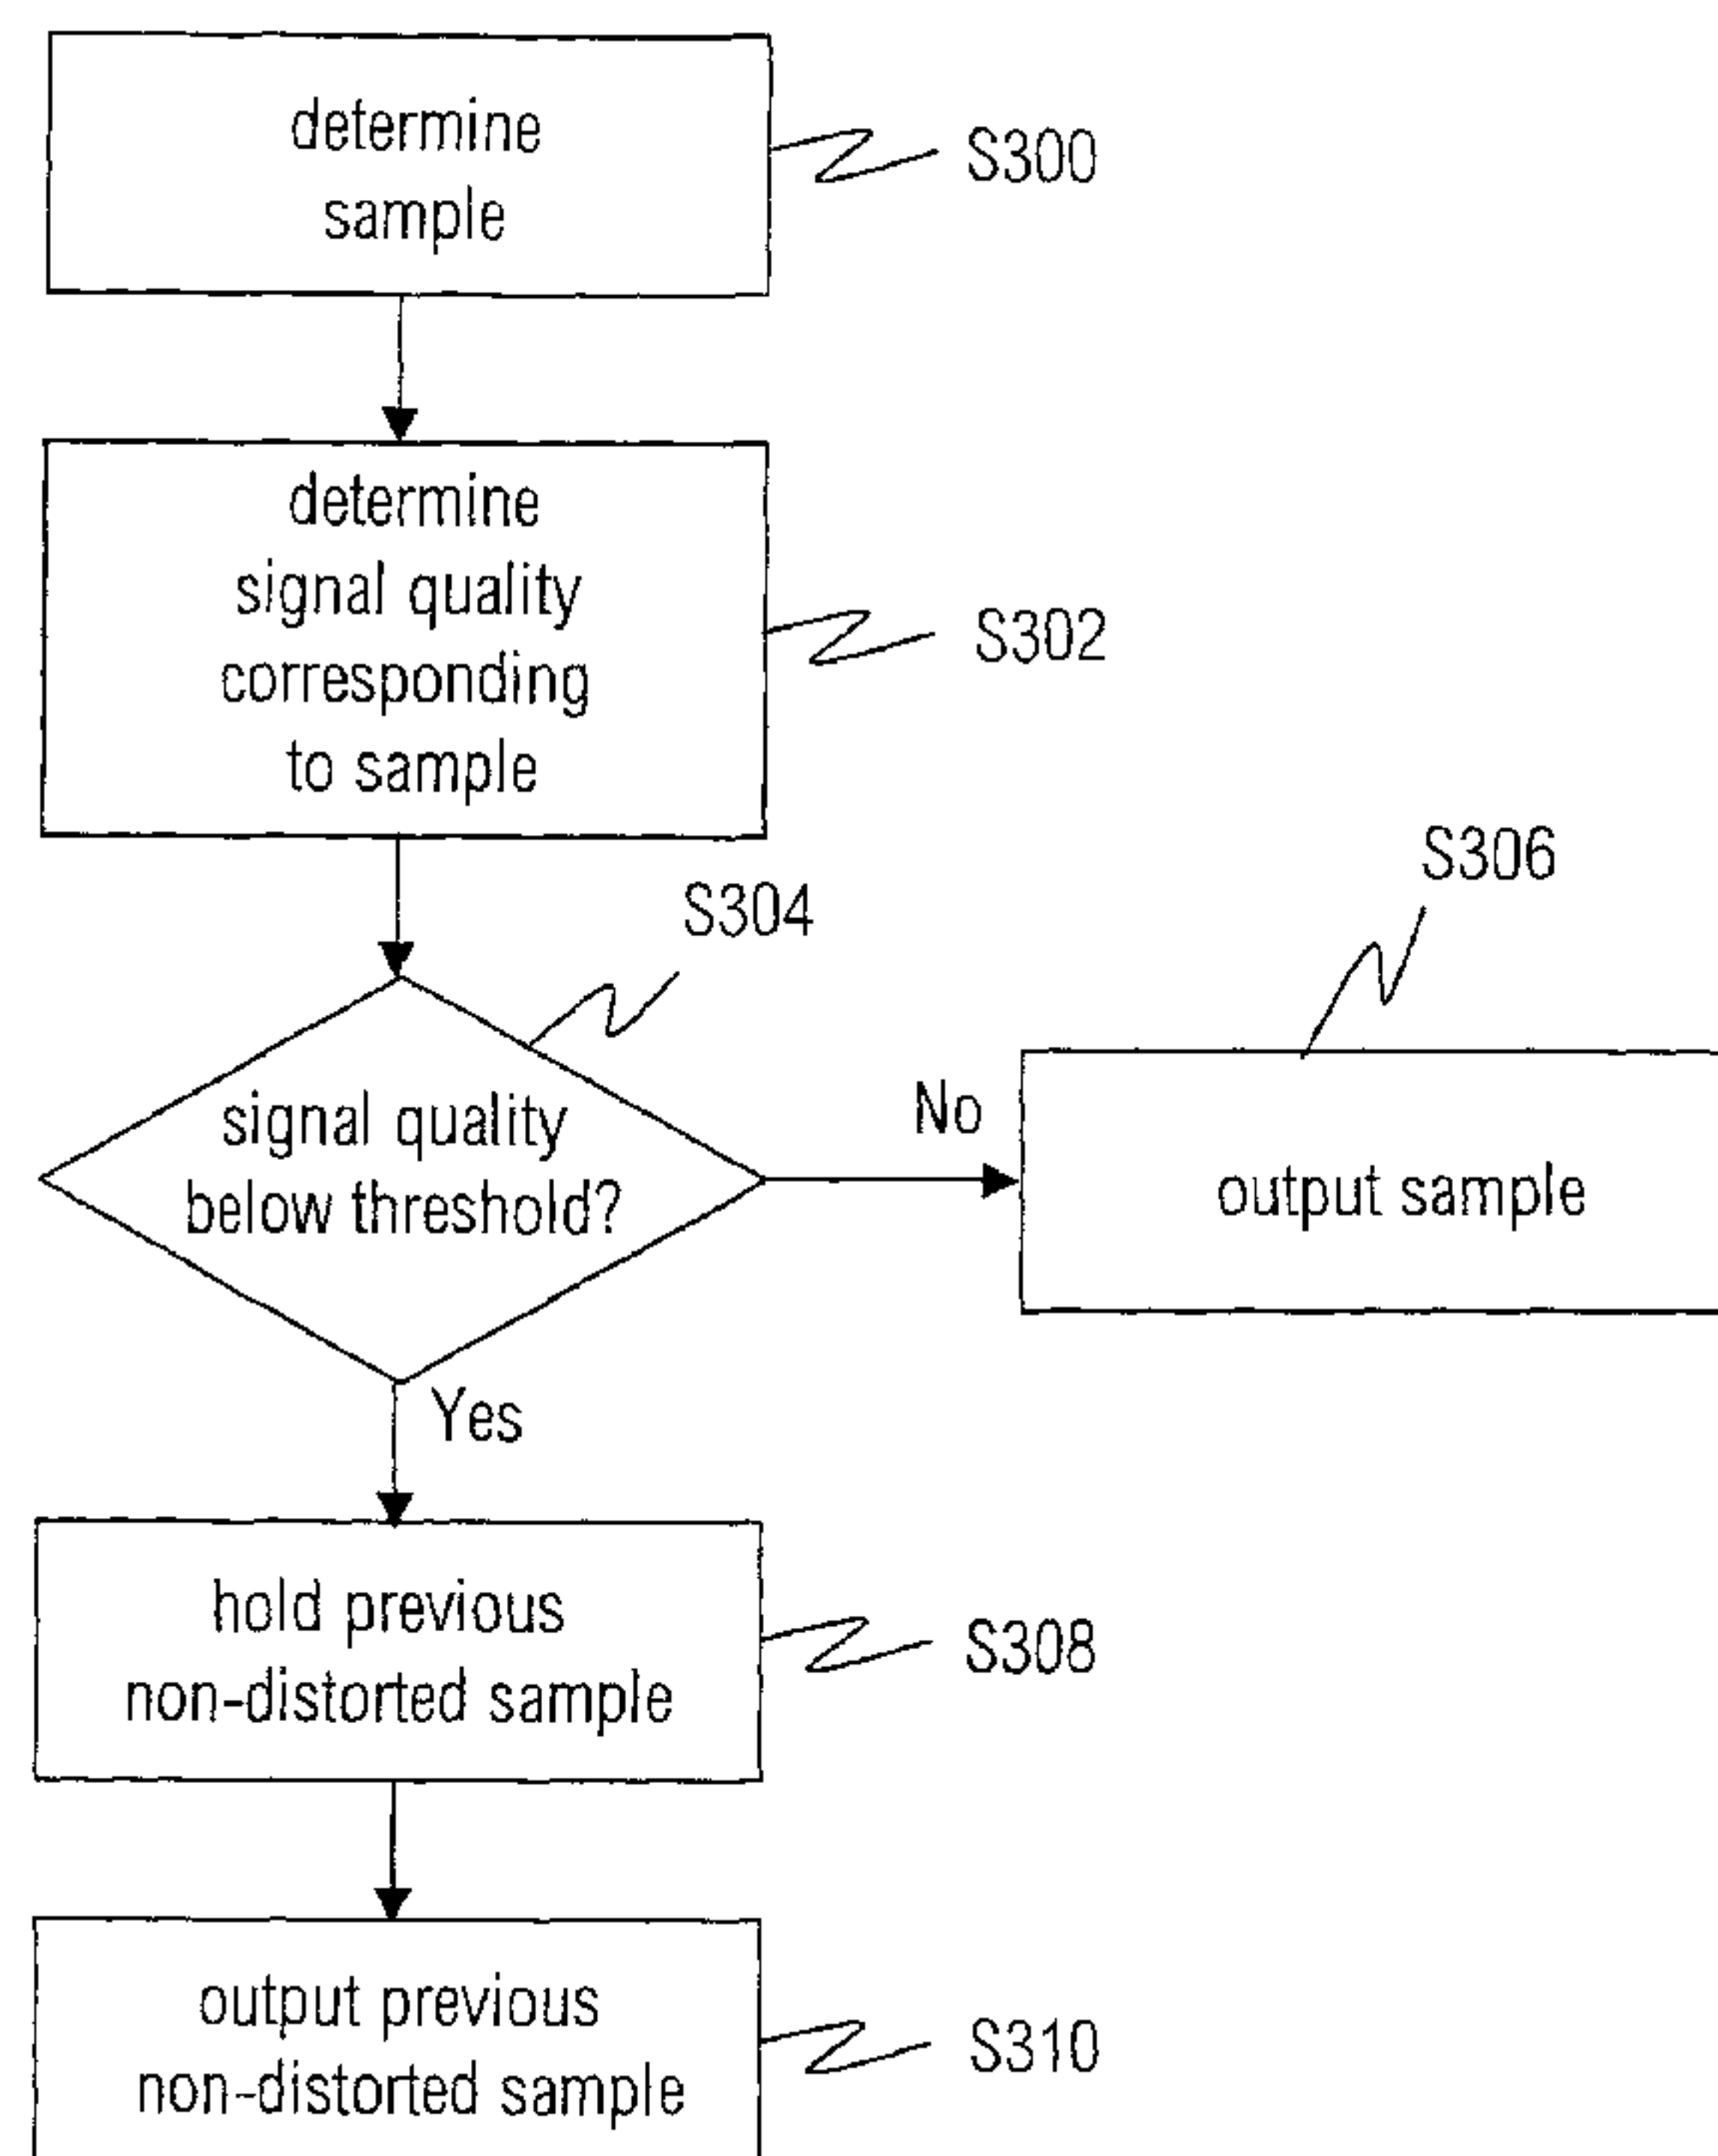 determine
sample
S300
determine
signal quality
corresponding
to sample
S302
S304
S306
signal quality
below threshold?
No
output sample
Yes
hold previous
non-distorted sample
S308
output previous
non-distorted sample
S310